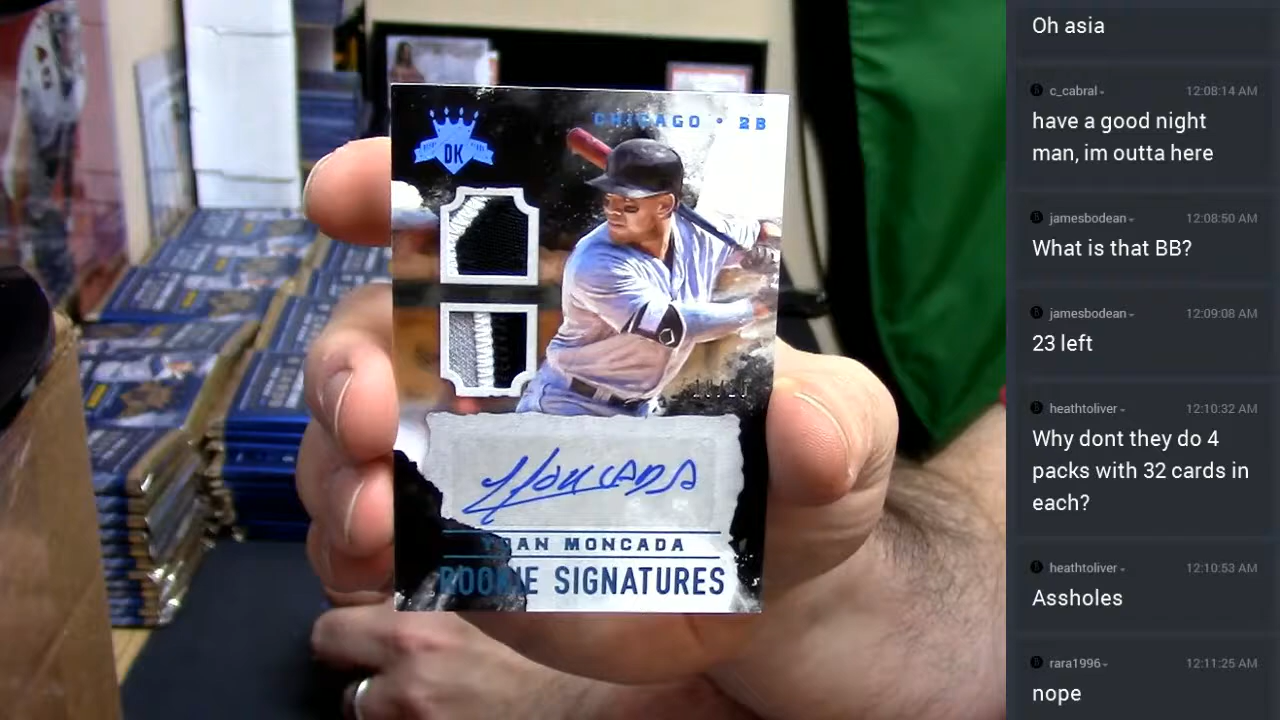 CHICAGO • 2B
DK
Moncada
YOAN MONCADA
ROOKIE SIGNATURES
Oh asia
c_cabral
12:08:14 AM
have a good night
man, im outta here
jamesbodean
12:08:50 AM
What is that BB?
jamesbodean
12:09:08 AM
23 left
heathtoliver
12:10:32 AM
Why dont they do 4
packs with 32 cards in
each?
heathtoliver
12:10:53 AM
Assholes
rara1996
12:11:25 AM
nope